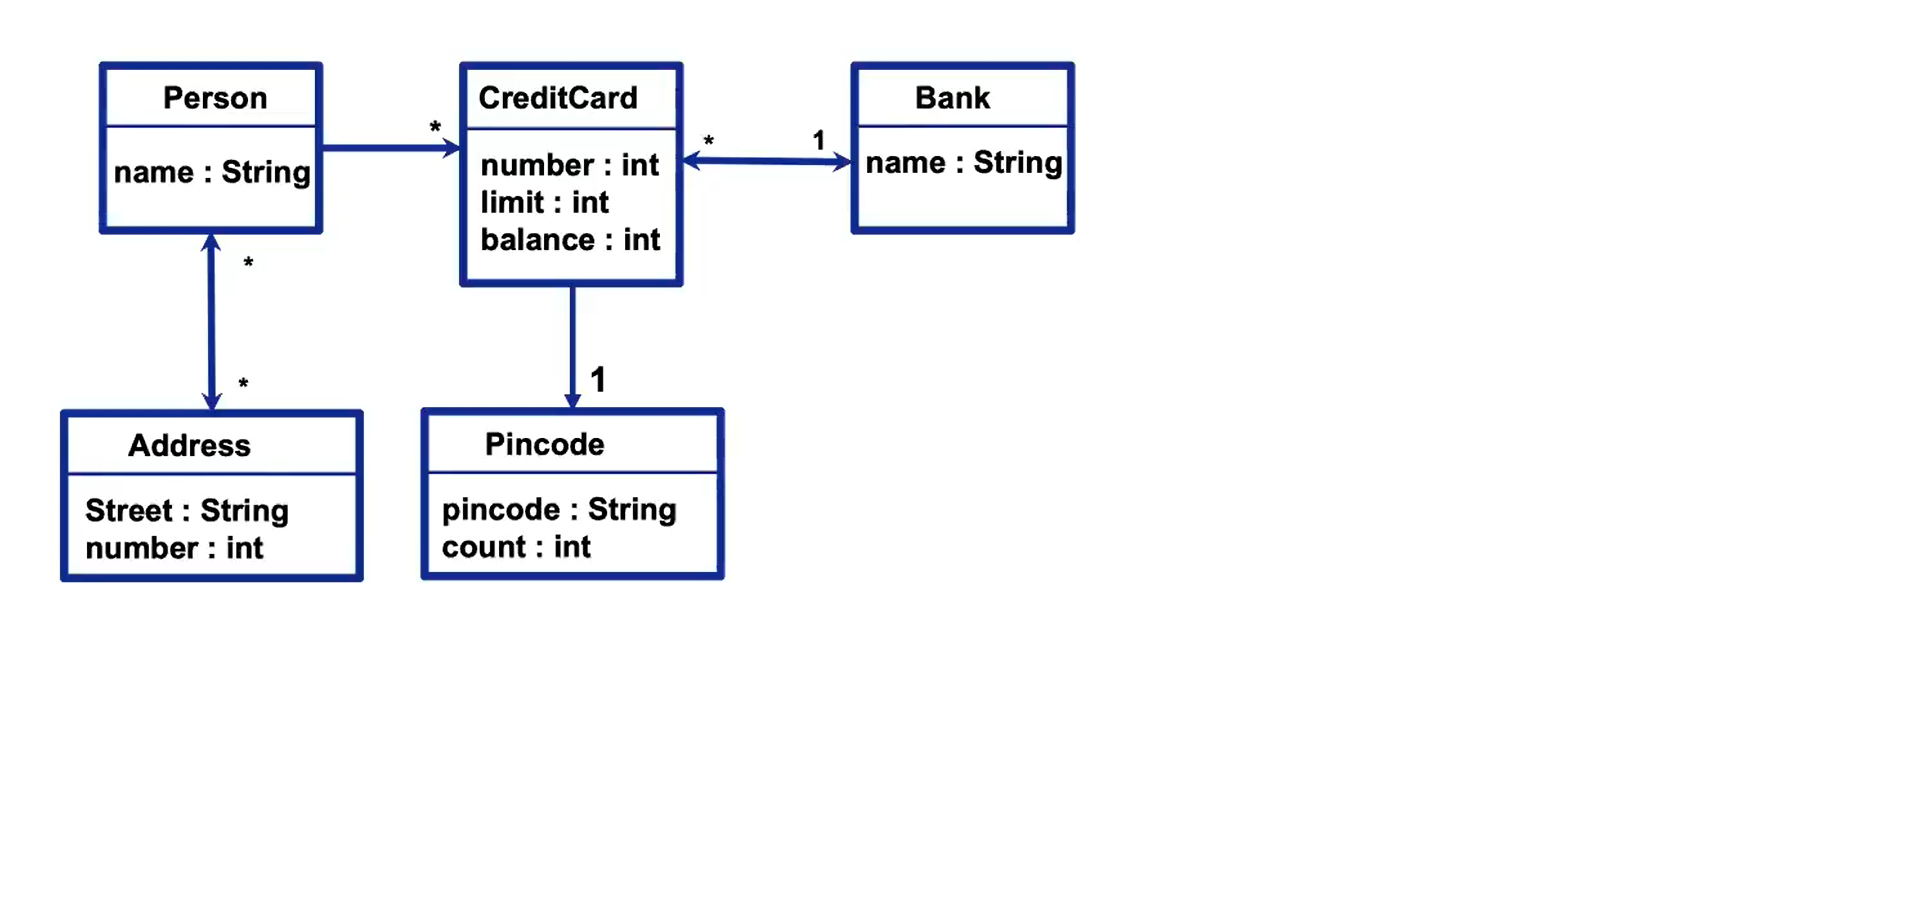 Person
name : String
*
CreditCard
number : int
limit : int
balance : int
* 1
Bank
name : String
*
*
1
Address
Street : String
number : int
Pincode
pincode : String
count : int